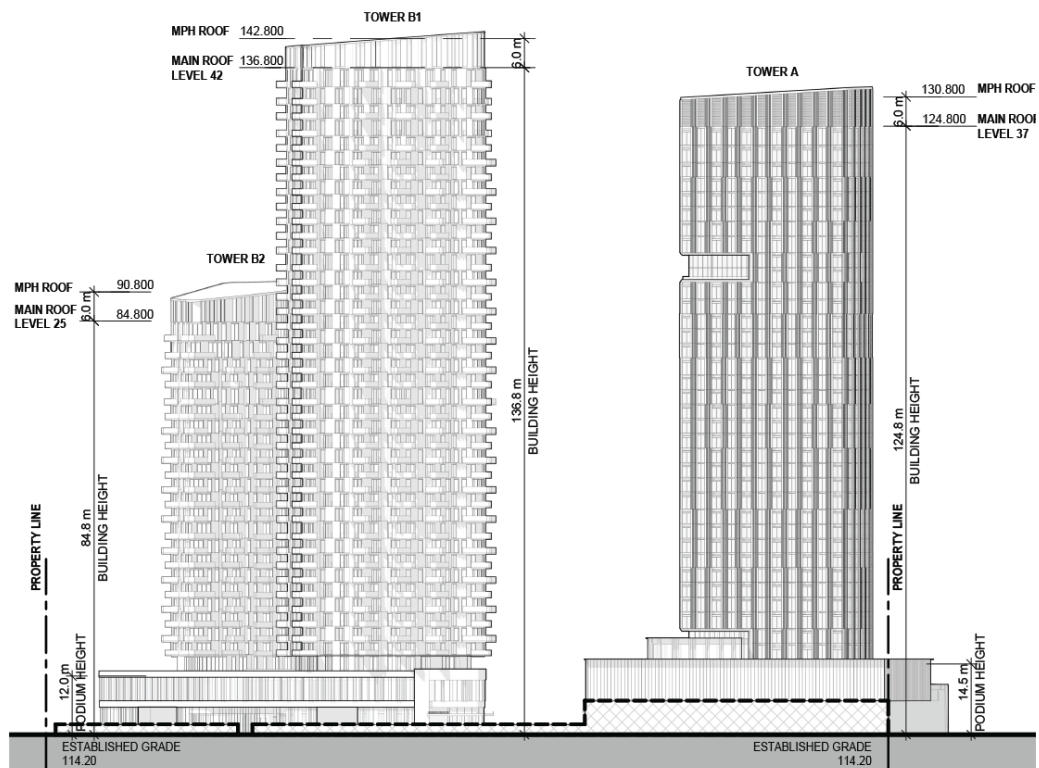 TOWER B1
MPH ROOF 142.800
MAIN ROOF 136.800
LEVEL 42
6.0 m
136.8 m
BUILDING HEIGHT
TOWER A
130.800 MPH ROOF
6.0 m
124.800 MAIN ROOF
LEVEL 37
124.8 m
BUILDING HEIGHT
TOWER B2
MPH ROOF 90.800
MAIN ROOF 84.800
LEVEL 25
6.0 m
84.8 m
BUILDING HEIGHT
PROPERTY LINE
PROPERTY LINE
12.0 m
PODIUM HEIGHT
14.5 m
PODIUM HEIGHT
ESTABLISHED GRADE
114.20
ESTABLISHED GRADE
114.20